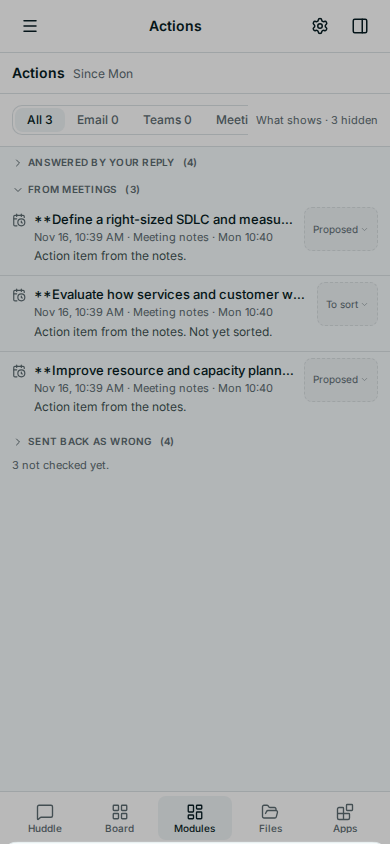 Actions
Actions Since Mon
All 3 Email 0 Teams 0 Meeti What shows · 3 hidden
ANSWERED BY YOUR REPLY (4)
FROM MEETINGS (3)
**Define a right-sized SDLC and measu... Proposed
Nov 16, 10:39 AM · Meeting notes · Mon 10:40
Action item from the notes.
**Evaluate how services and customer w... To sort
Nov 16, 10:39 AM · Meeting notes · Mon 10:40
Action item from the notes. Not yet sorted.
**Improve resource and capacity plann... Proposed
Nov 16, 10:39 AM · Meeting notes · Mon 10:40
Action item from the notes.
SENT BACK AS WRONG (4)
3 not checked yet.
Huddle Board Modules Files Apps